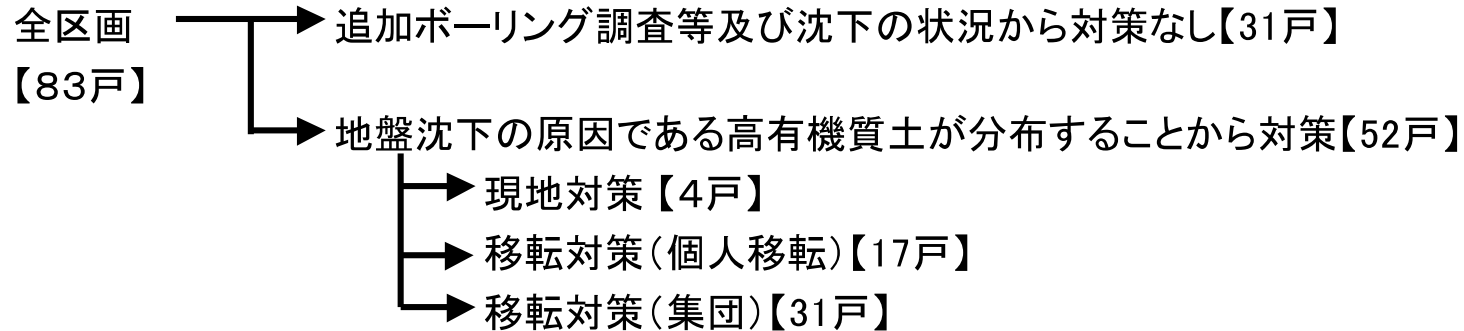 全区画
【８３戸】
追加ボーリング調査等及び沈下の状況から対策なし【31戸】
地盤沈下の原因である高有機質土が分布することから対策【52戸】
現地対策【４戸】
移転対策（個人移転）【17戸】
移転対策（集団）【31戸】